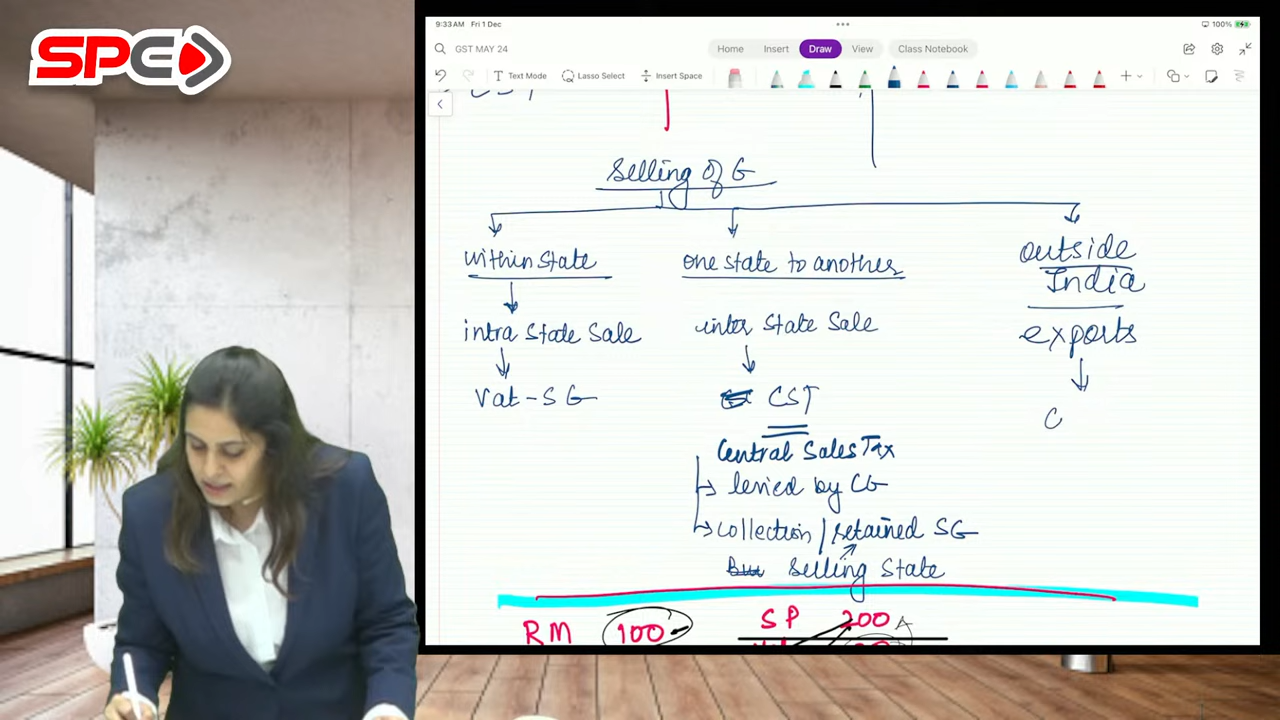 SPED
9:33 AM Fri 1 Dec
100%
GST MAY 24
Home Insert Draw View Class Notebook
Text Mode Lasso Select Insert Space
CST
Selling of G
within State
one state to another
outside
India
intra State Sale
inter State Sale
exports
Vat - SG
CST
C
Central Sales Tax
levied by CG
collection / retained SG
Selling State
RM 100
SP 200